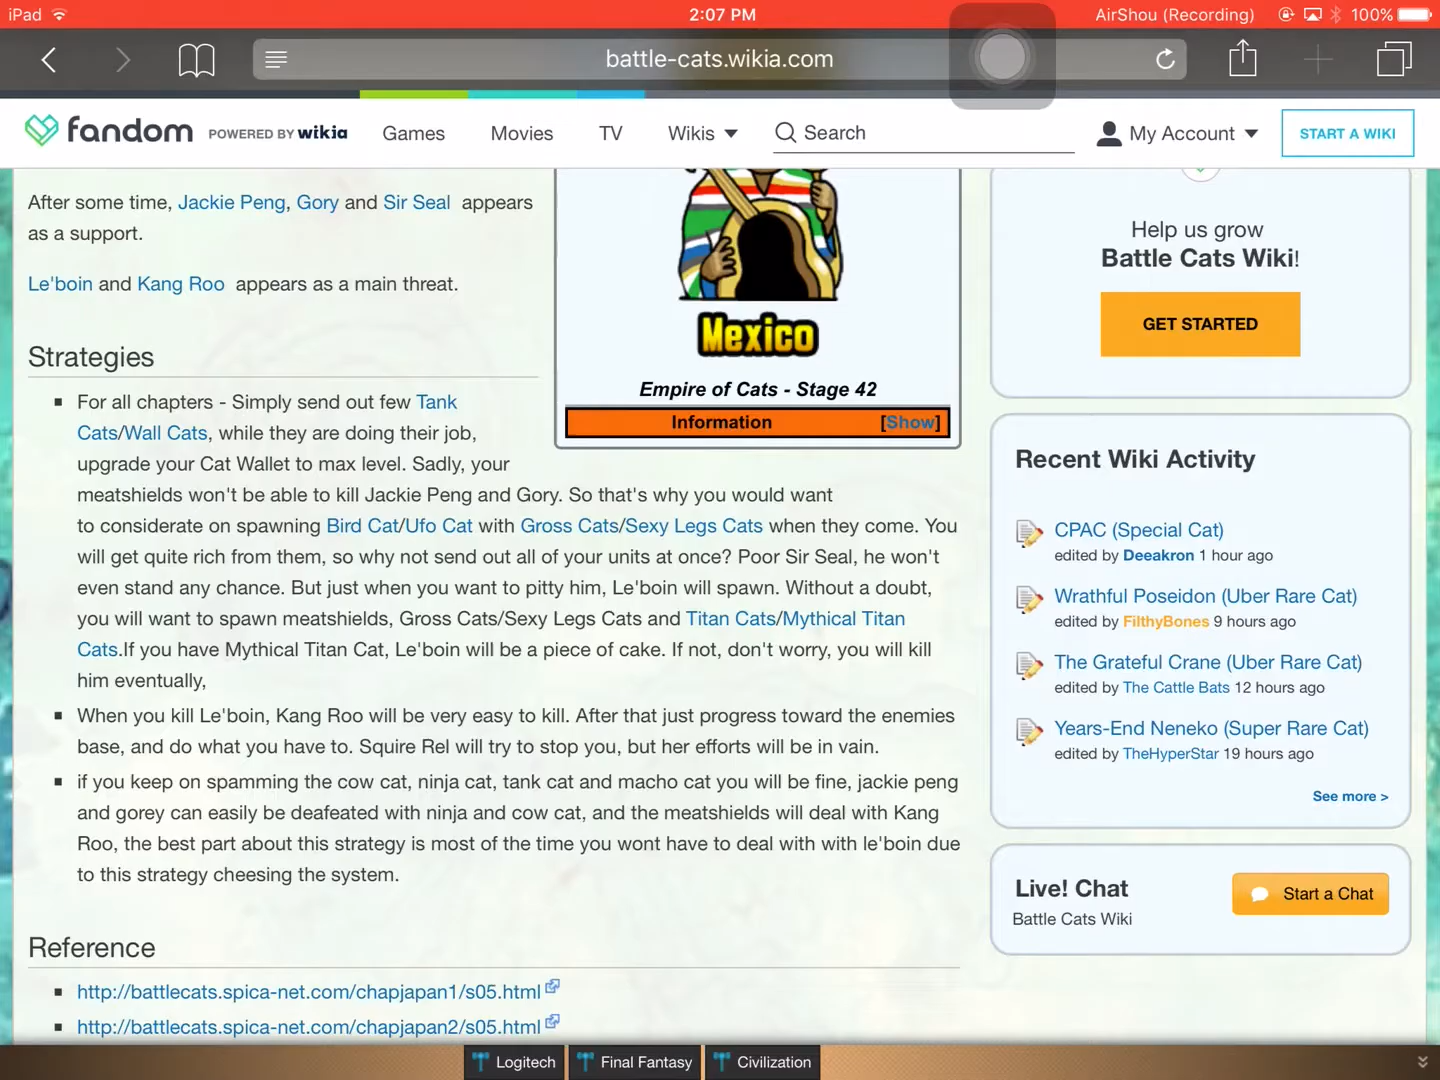 iPad
2:07 PM
AirShou (Recording)
100%
battle-cats.wikia.com
fandom POWERED BY wikia
Games
Movies
TV
Wikis
Search
My Account
START A WIKI
After some time, Jackie Peng, Gory and Sir Seal appears
as a support.
Le'boin and Kang Roo appears as a main threat.
Mexico
Empire of Cats - Stage 42
Information [Show]
Strategies
For all chapters - Simply send out few Tank
Cats/Wall Cats, while they are doing their job,
upgrade your Cat Wallet to max level. Sadly, your
meatshields won't be able to kill Jackie Peng and Gory. So that's why you would want
to considerate on spawning Bird Cat/Ufo Cat with Gross Cats/Sexy Legs Cats when they come. You
will get quite rich from them, so why not send out all of your units at once? Poor Sir Seal, he won't
even stand any chance. But just when you want to pitty him, Le'boin will spawn. Without a doubt,
you will want to spawn meatshields, Gross Cats/Sexy Legs Cats and Titan Cats/Mythical Titan
Cats.If you have Mythical Titan Cat, Le'boin will be a piece of cake. If not, don't worry, you will kill
him eventually,
When you kill Le'boin, Kang Roo will be very easy to kill. After that just progress toward the enemies
base, and do what you have to. Squire Rel will try to stop you, but her efforts will be in vain.
if you keep on spamming the cow cat, ninja cat, tank cat and macho cat you will be fine, jackie peng
and gorey can easily be deafeated with ninja and cow cat, and the meatshields will deal with Kang
Roo, the best part about this strategy is most of the time you wont have to deal with with le'boin due
to this strategy cheesing the system.
Reference
http://battlecats.spica-net.com/chapjapan1/s05.html
http://battlecats.spica-net.com/chapjapan2/s05.html
Help us grow
Battle Cats Wiki!
GET STARTED
Recent Wiki Activity
CPAC (Special Cat)
edited by Deeakron 1 hour ago
Wrathful Poseidon (Uber Rare Cat)
edited by FilthyBones 9 hours ago
The Grateful Crane (Uber Rare Cat)
edited by The Cattle Bats 12 hours ago
Years-End Neneko (Super Rare Cat)
edited by TheHyperStar 19 hours ago
See more >
Live! Chat
Battle Cats Wiki
Start a Chat
Logitech
Final Fantasy
Civilization